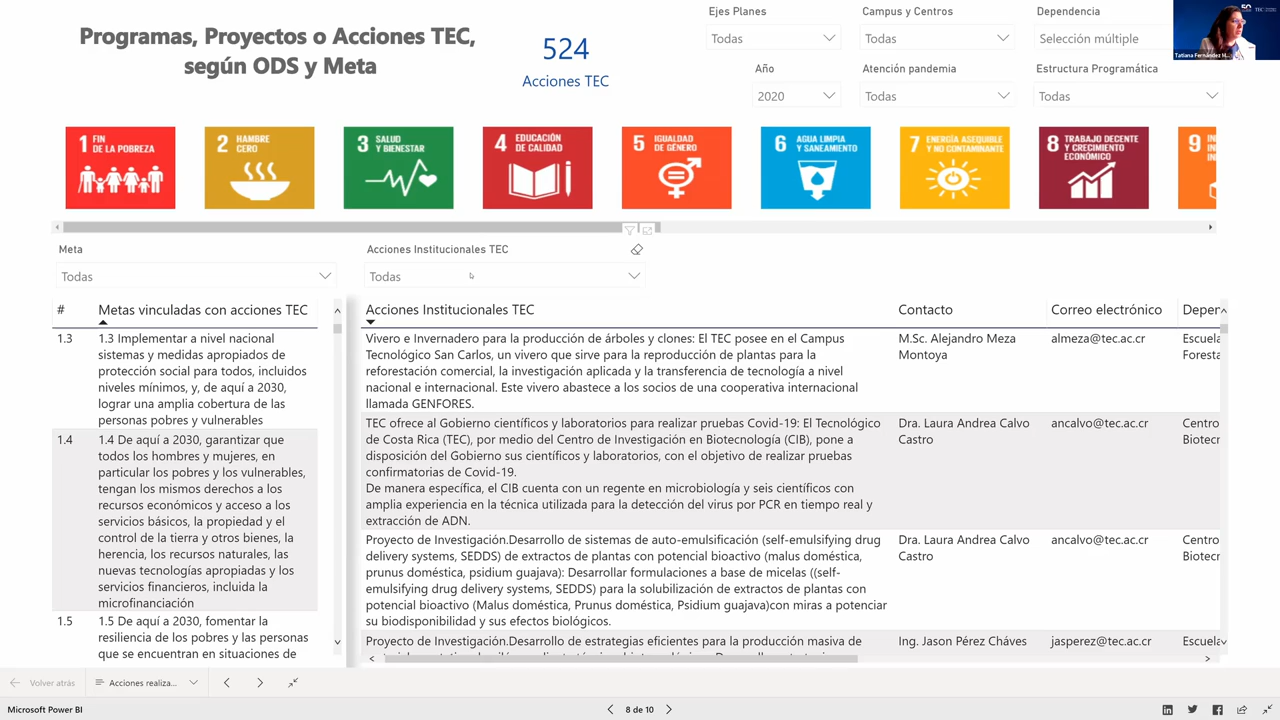 Programas, Proyectos o Acciones TEC,
según ODS y Meta
524
Acciones TEC
Ejes Planes
Todas
Campus y Centros
Todas
Dependencia
Selección múltiple
Año
2020
Atención pandemia
Todas
Estructura Programática
Todas
Tatiana Fernández M...
1 FIN
DE LA POBREZA
2 HAMBRE
CERO
3 SALUD
Y BIENESTAR
4 EDUCACIÓN
DE CALIDAD
5 IGUALDAD
DE GÉNERO
6 AGUA LIMPIA
Y SANEAMIENTO
7 ENERGÍA ASEQUIBLE
Y NO CONTAMINANTE
8 TRABAJO DECENTE
Y CRECIMIENTO
ECONÓMICO
9
Meta
Todas
Acciones Institucionales TEC
Todas
# Metas vinculadas con acciones TEC
1.3 1.3 Implementar a nivel nacional
sistemas y medidas apropiados de
protección social para todos, incluidos
niveles mínimos, y, de aquí a 2030,
lograr una amplia cobertura de las
personas pobres y vulnerables
1.4 1.4 De aquí a 2030, garantizar que
todos los hombres y mujeres, en
particular los pobres y los vulnerables,
tengan los mismos derechos a los
recursos económicos y acceso a los
servicios básicos, la propiedad y el
control de la tierra y otros bienes, la
herencia, los recursos naturales, las
nuevas tecnologías apropiadas y los
servicios financieros, incluida la
microfinanciación
1.5 1.5 De aquí a 2030, fomentar la
resiliencia de los pobres y las personas
que se encuentran en situaciones de
Acciones Institucionales TEC Contacto Correo electrónico Deper
Vivero e Invernadero para la producción de árboles y clones: El TEC posee en el Campus
Tecnológico San Carlos, un vivero que sirve para la reproducción de plantas para la
reforestación comercial, la investigación aplicada y la transferencia de tecnología a nivel
nacional e internacional. Este vivero abastece a los socios de una cooperativa internacional
llamada GENFORES.
M.Sc. Alejandro Meza
Montoya
almeza@tec.ac.cr
Escuela
Foresta
TEC ofrece al Gobierno científicos y laboratorios para realizar pruebas Covid-19: El Tecnológico
de Costa Rica (TEC), por medio del Centro de Investigación en Biotecnología (CIB), pone a
disposición del Gobierno sus científicos y laboratorios, con el objetivo de realizar pruebas
confirmatorias de Covid-19.
De manera específica, el CIB cuenta con un regente en microbiología y seis científicos con
amplia experiencia en la técnica utilizada para la detección del virus por PCR en tiempo real y
extracción de ADN.
Dra. Laura Andrea Calvo
Castro
ancalvo@tec.ac.cr
Centro
Biotecr
Proyecto de Investigación.Desarrollo de sistemas de auto-emulsificación (self-emulsifying drug
delivery systems, SEDDS) de extractos de plantas con potencial bioactivo (malus doméstica,
prunus doméstica, psidium guajava): Desarrollar formulaciones a base de micelas ((self-
emulsifying drug delivery systems, SEDDS) para la solubilización de extractos de plantas con
potencial bioactivo (Malus doméstica, Prunus doméstica, Psidium guajava)con miras a potenciar
su biodisponibilidad y sus efectos biológicos.
Dra. Laura Andrea Calvo
Castro
ancalvo@tec.ac.cr
Centro
Biotecr
Proyecto de Investigación.Desarrollo de estrategias eficientes para la producción masiva de
Ing. Jason Pérez Cháves
jasperez@tec.ac.cr
Escuela
Volver atrás
Acciones realiza...
Microsoft Power BI
8 de 10